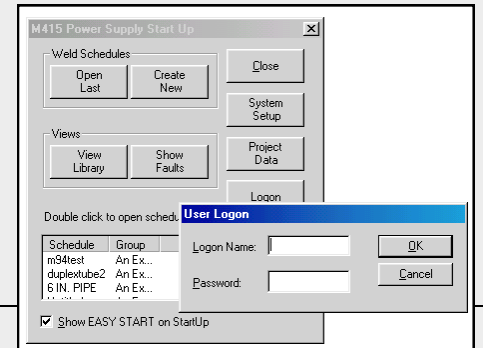 M415 Power Supply Start Up
Weld Schedules
Open Last
Create New
Close
System Setup
Views
View Library
Show Faults
Project Data
Logon
Double click to open schedu
User Logon
Logon Name:
OK
Password:
Cancel
Schedule Group
m94test An Ex...
duplextube2 An Ex...
6 IN. PIPE An Ex...
Show EASY START on StartUp